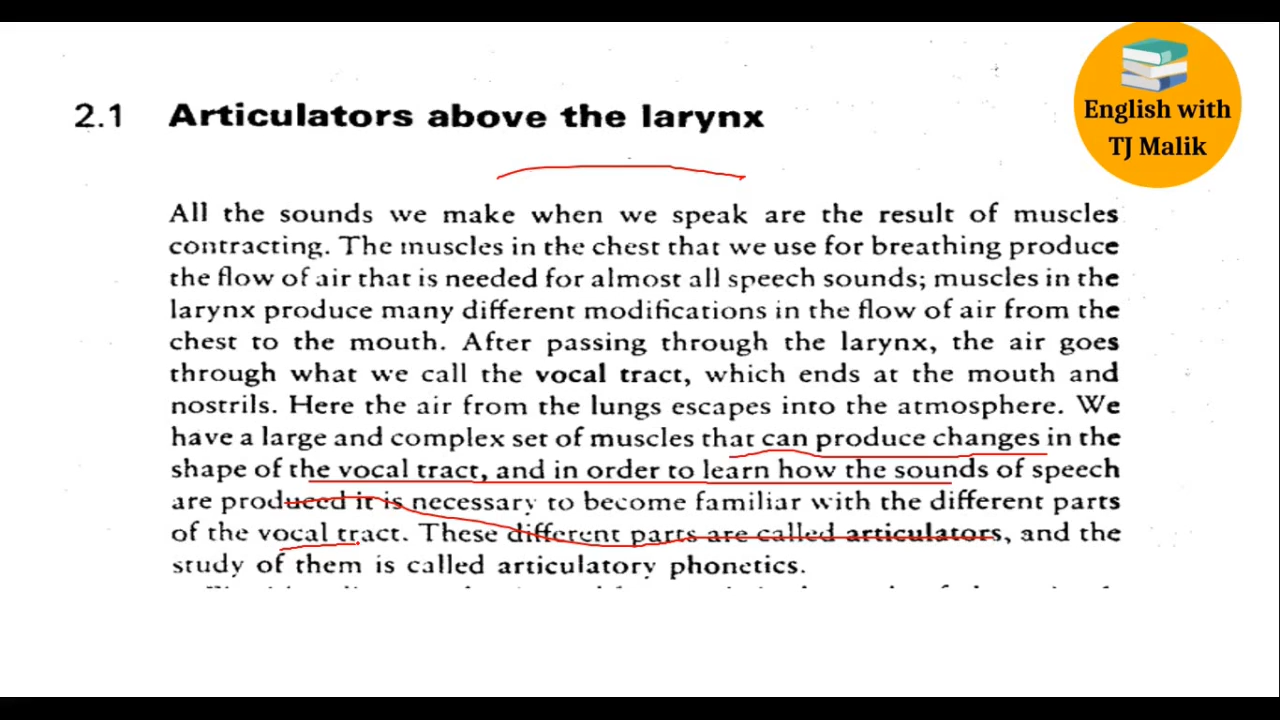 2.1 Articulators above the larynx
English with
TJ Malik
All the sounds we make when we speak are the result of muscles
contracting. The muscles in the chest that we use for breathing produce
the flow of air that is needed for almost all speech sounds; muscles in the
larynx produce many different modifications in the flow of air from the
chest to the mouth. After passing through the larynx, the air goes
through what we call the vocal tract, which ends at the mouth and
nostrils. Here the air from the lungs escapes into the atmosphere. We
have a large and complex set of muscles that can produce changes in the
shape of the vocal tract, and in order to learn how the sounds of speech
are produced it is necessary to become familiar with the different parts
of the vocal tract. These different parts are called articulators, and the
study of them is called articulatory phonetics.